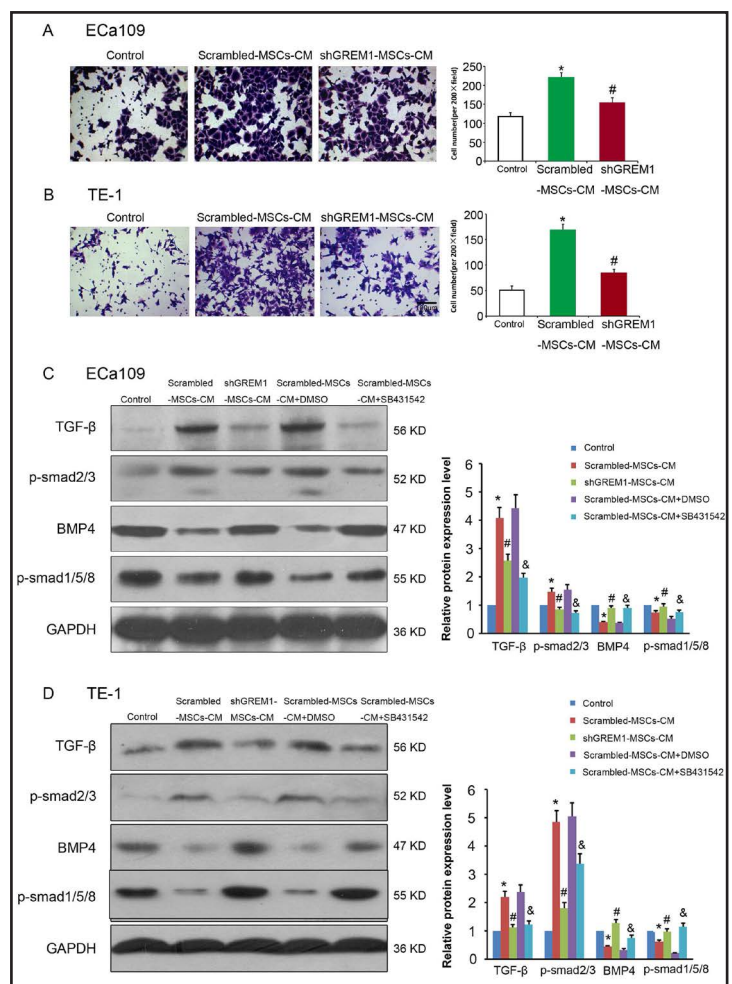 A ECa109
Control Scrambled-MSCs-CM shGREM1-MSCs-CM
Cell number(per 200×field)
250
200
150
100
50
0
*
#
Control Scrambled shGREM1
-MSCs-CM -MSCs-CM
B TE-1
Control Scrambled-MSCs-CM shGREM1-MSCs-CM
Cell number(per 200×field)
200
150
100
50
0
*
#
Control Scrambled shGREM1
-MSCs-CM -MSCs-CM
C ECa109
Scrambled shGREM1 Scrambled-MSCs Scrambled-MSCs
Control -MSCs-CM -MSCs-CM -CM+DMSO -CM+SB431542
TGF-β 56 KD
p-smad2/3 52 KD
BMP4 47 KD
p-smad1/5/8 55 KD
GAPDH 36 KD
Control
Scrambled-MSCs-CM
shGREM1-MSCs-CM
Scrambled-MSCs-CM+DMSO
Scrambled-MSCs-CM+SB431542
Relative protein expression level
6
5
4
3
2
1
0
* # & * # & * # & * # &
TGF-β p-smad2/3 BMP4 p-smad1/5/8
D TE-1
Scrambled shGREM1- Scrambled-MSCs Scrambled-MSCs
Control -MSCs-CM MSCs-CM -CM+DMSO -CM+SB431542
TGF-β 56 KD
p-smad2/3 52 KD
BMP4 47 KD
p-smad1/5/8 55 KD
GAPDH 36 KD
Control
Scrambled-MSCs-CM
shGREM1-MSCs-CM
Scrambled-MSCs-CM+DMSO
Scrambled-MSCs-CM+SB431542
Relative protein expression level
6
5
4
3
2
1
0
* # & * # & * # & * # &
TGF-β p-smad2/3 BMP4 p-smad1/5/8